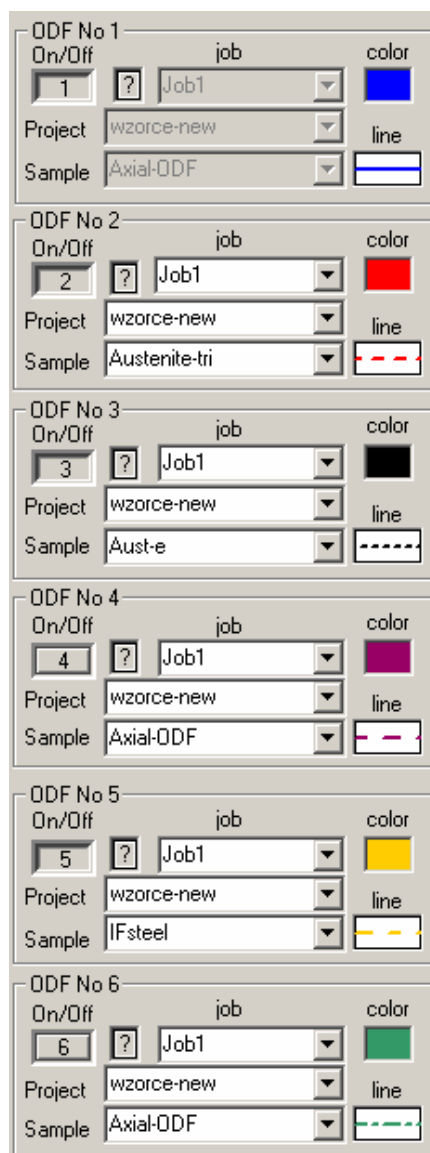 ODF No 1
On/Off job color
1 ? Job1
Project wzorce-new line
Sample Axial-ODF
ODF No 2
On/Off job color
2 ? Job1
Project wzorce-new line
Sample Austenite-tri
ODF No 3
On/Off job color
3 ? Job1
Project wzorce-new line
Sample Aust-e
ODF No 4
On/Off job color
4 ? Job1
Project wzorce-new line
Sample Axial-ODF
ODF No 5
On/Off job color
5 ? Job1
Project wzorce-new line
Sample IFsteel
ODF No 6
On/Off job color
6 ? Job1
Project wzorce-new line
Sample Axial-ODF